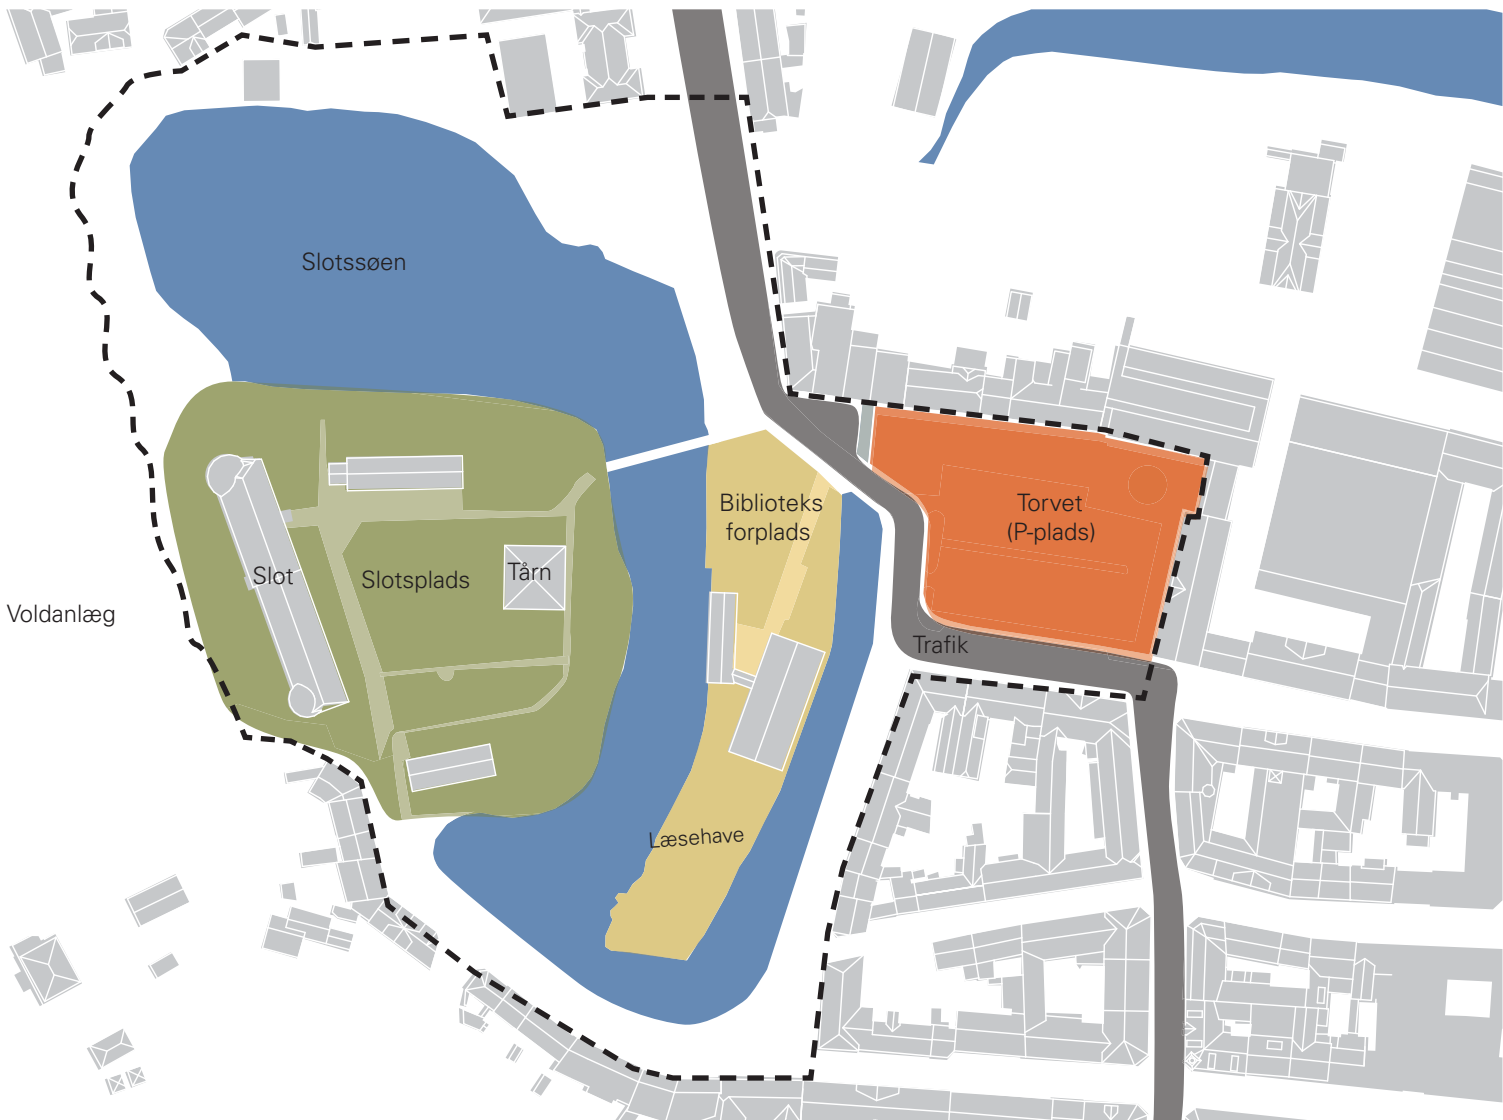 Slotssøen
Biblioteks
forplads
Torvet
(P-plads)
Slot
Slotsplads
Tårn
Voldanlæg
Trafik
Læsehave